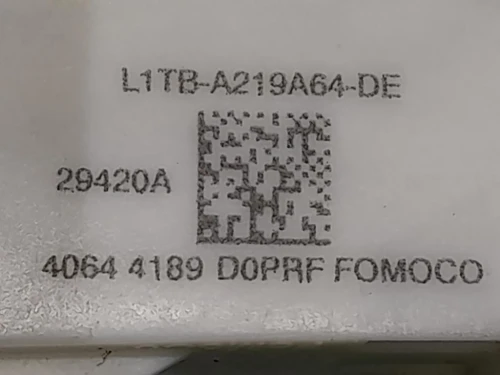 L1TB-A219A64-DE
29420A
4064 4189 D0PRF FOMOCO